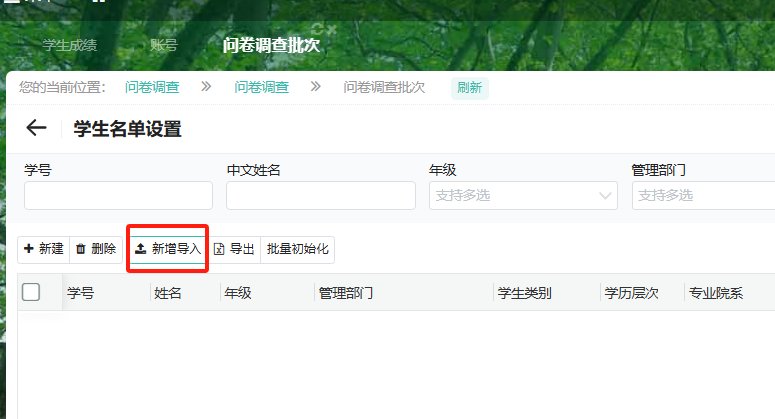 学生成绩 账号 问卷调查批次
您的当前位置： 问卷调查 » 问卷调查 » 问卷调查批次 刷新
学生名单设置
学号 中文姓名 年级 管理部门
支持多选 支持多选
新建 删除 新增导入 导出 批量初始化
学号 姓名 年级 管理部门 学生类别 学历层次 专业院系